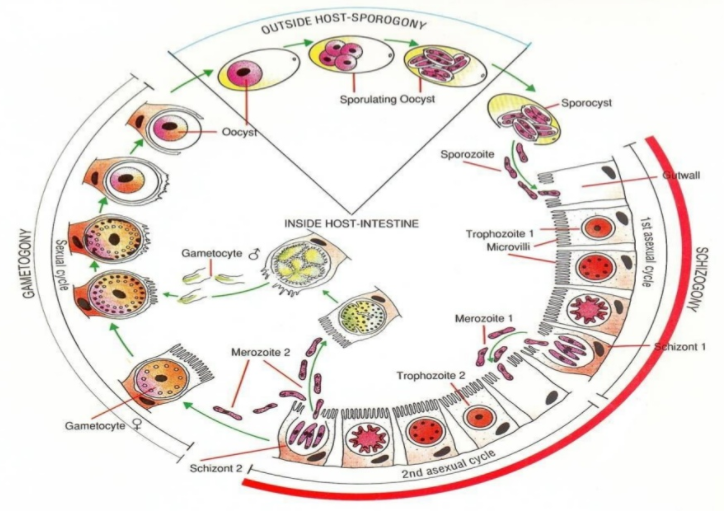 OUTSIDE HOST-SPOROGONY
Sporulating Oocyst
Oocyst
Sporocyst
Sporozoite
Gutwall
INSIDE HOST-INTESTINE
Trophozoite 1
Microvilli
1st asexual cycle
SCHIZOGONY
GAMETOGONY
Sexual cycle
Gametocyte ♂
Merozoite 1
Schizont 1
Merozoite 2
Trophozoite 2
Gametocyte ♀
Schizont 2
2nd asexual cycle